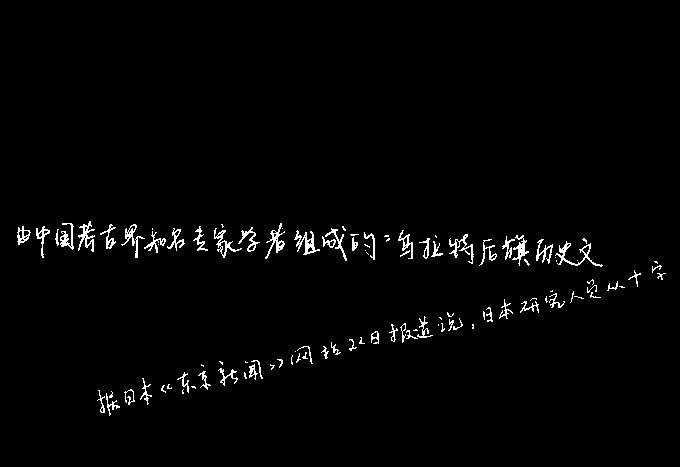 由中国考古界知名专家学者组成的“乌拉特后旗历史文
据日本《东京新闻》网站22日报道说，日本研究人员从十字